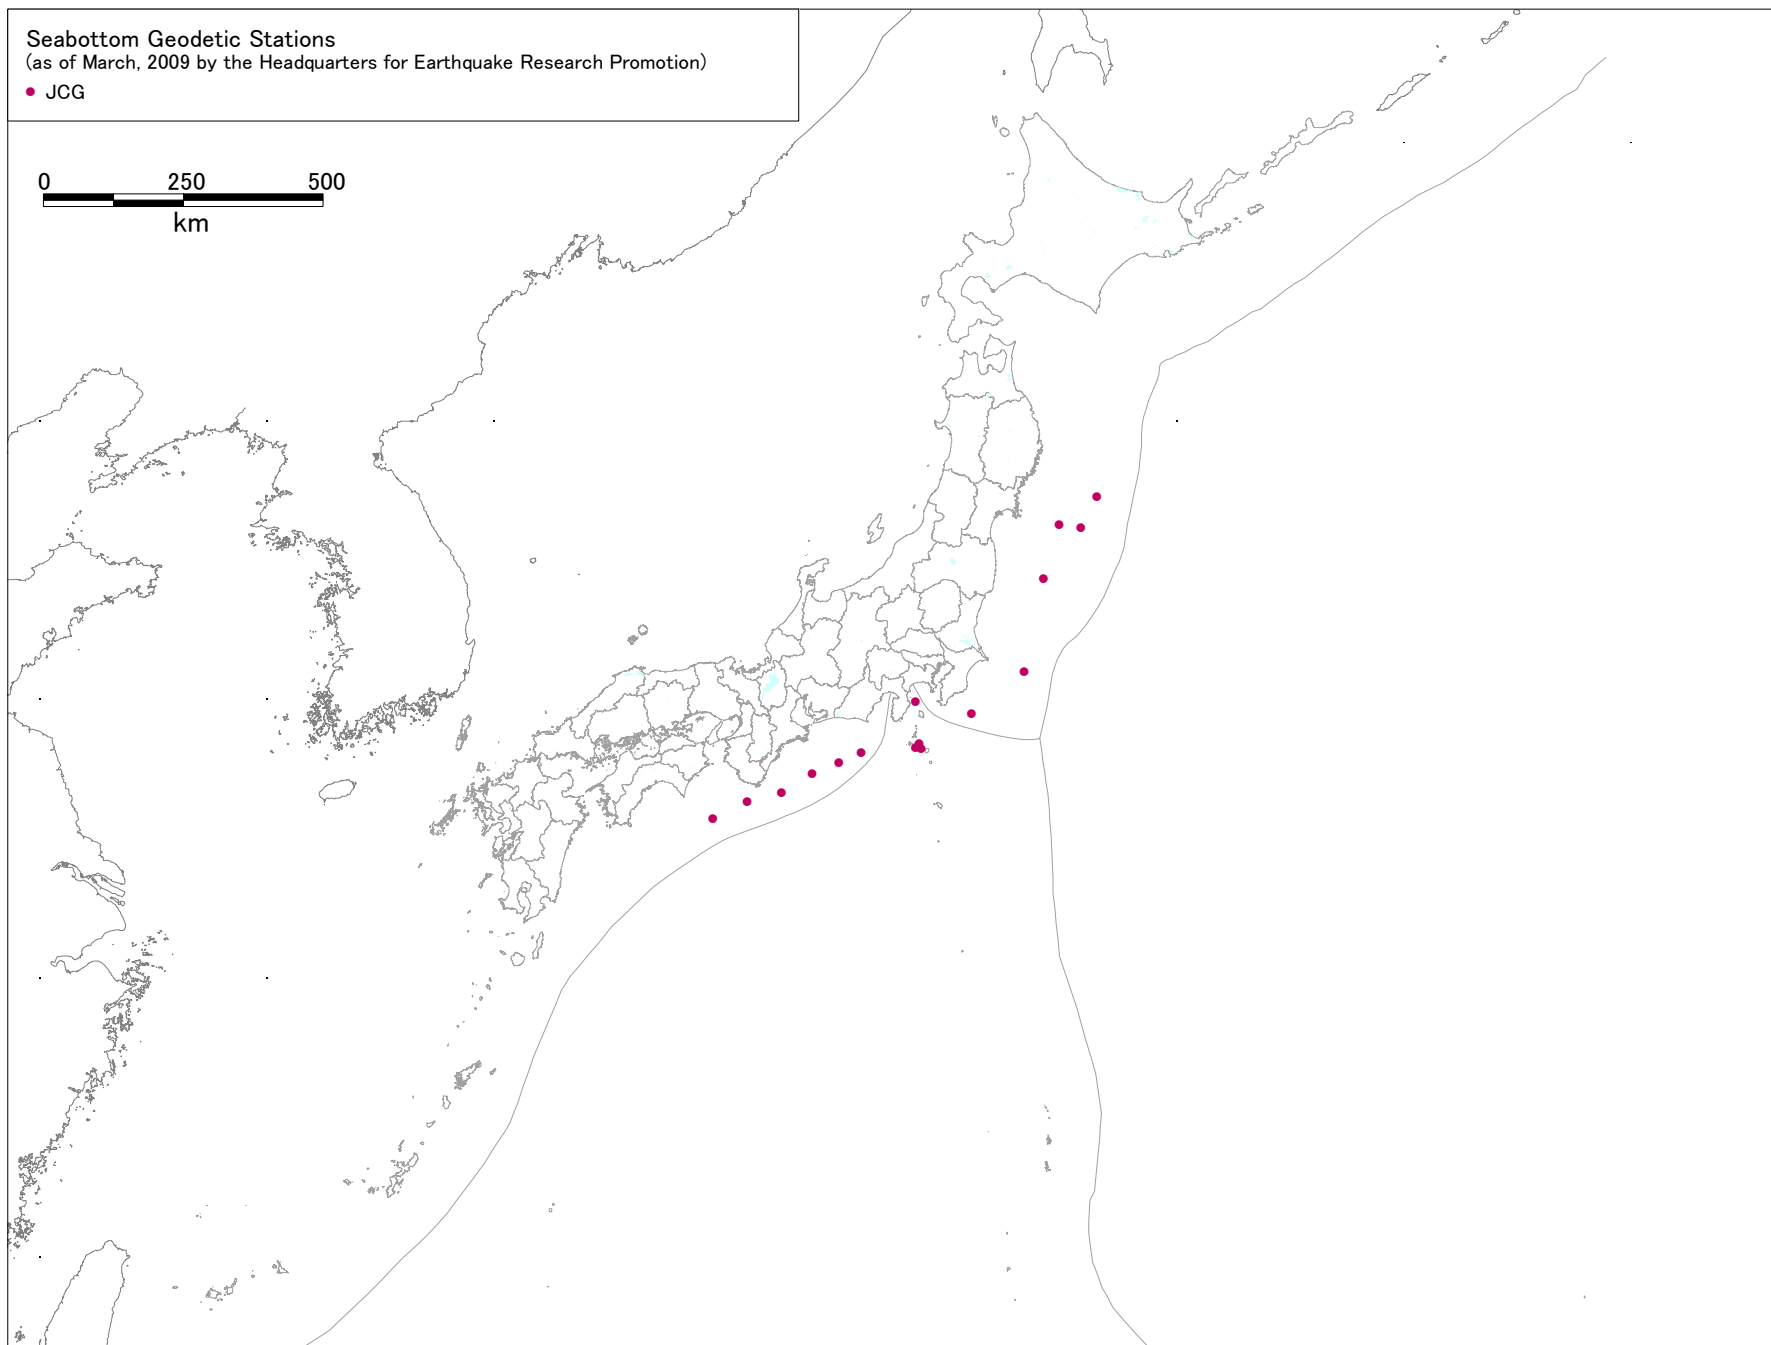 Seabottom Geodetic Stations
(as of March, 2009 by the Headquarters for Earthquake Research Promotion)
JCG
0 250 500
km